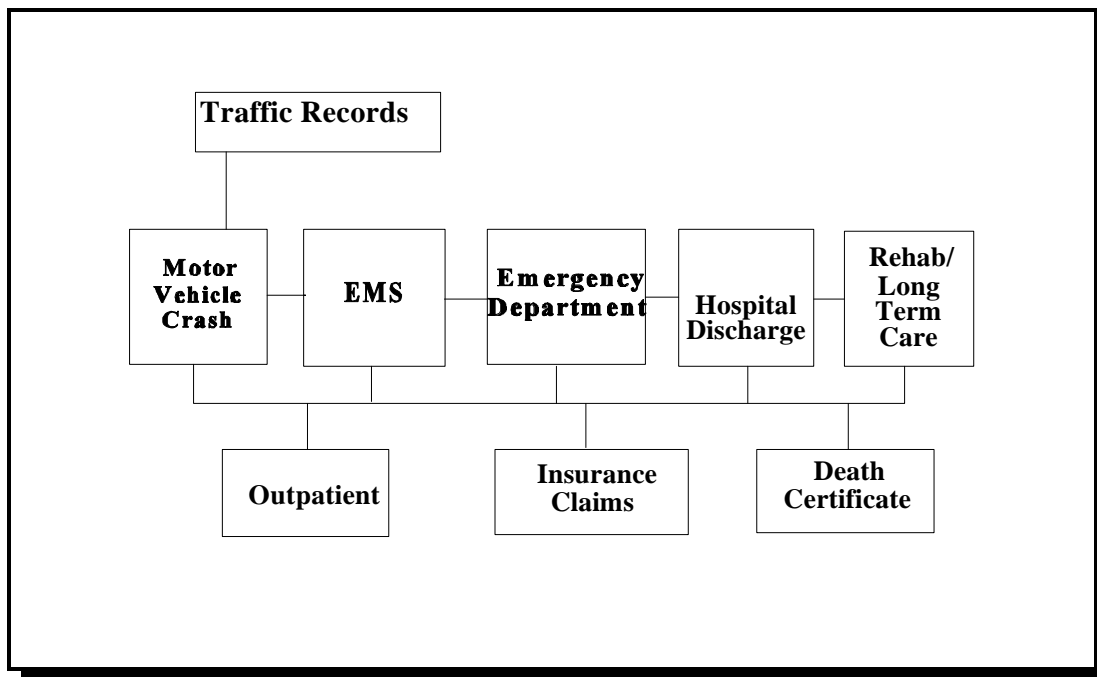 Traffic Records
Motor
Vehicle
Crash
EMS
Emergency
Department
Hospital
Discharge
Rehab/
Long
Term
Care
Outpatient
Insurance
Claims
Death
Certificate